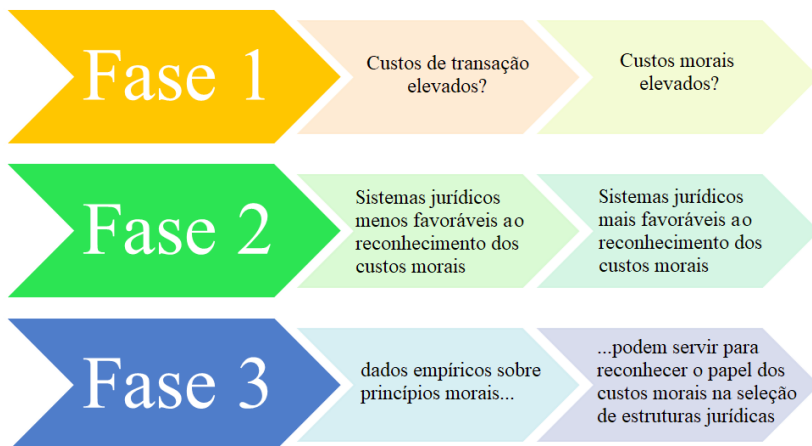 Fase 1
Custos de transação
elevados?
Custos morais
elevados?
Fase 2
Sistemas jurídicos
menos favoráveis ao
reconhecimento dos
custos morais
Sistemas jurídicos
mais favoráveis ao
reconhecimento dos
custos morais
Fase 3
dados empíricos sobre
princípios morais...
...podem servir para
reconhecer o papel dos
custos morais na seleção
de estruturas jurídicas